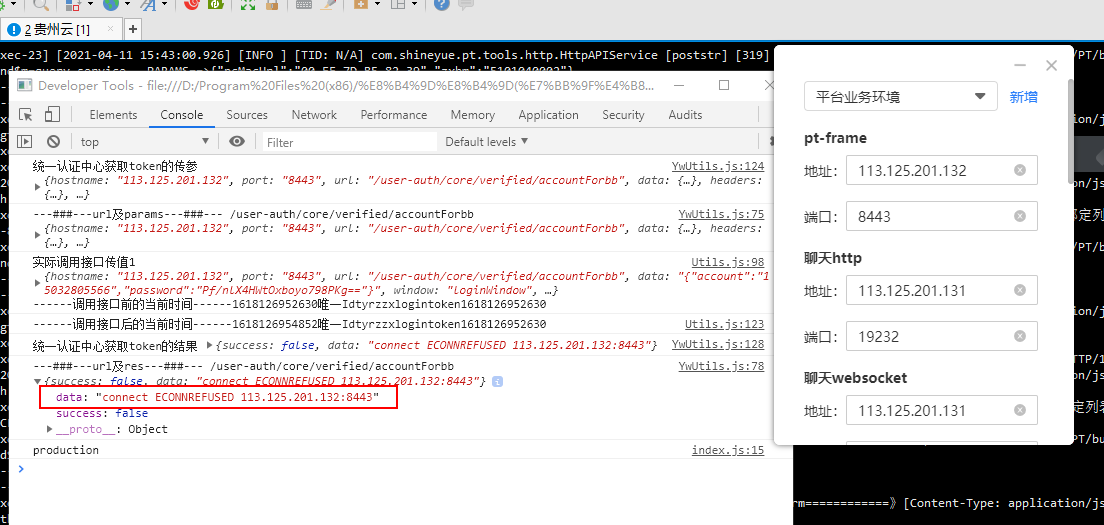 2 贵州云 [1]
xec-23] [2021-04-11 15:43:00.926] [INFO ] [TID: N/A] com.shineyue.pt.tools.http.HttpAPIService [poststr] [319]
Developer Tools - file:///D:/Program%20Files%20(x86)/%E8%B4%9D%E8%B4%9D(%E7%BB%9F%E4%B8...
Elements Console Sources Network Performance Memory Application Security Audits
top Filter Default levels
统一认证中心获取token的传参 YwUtils.js:124
{hostname: "113.125.201.132", port: "8443", url: "/user-auth/core/verified/accountForbb", data: {…}, headers:
{…}, …}
---###---url及params---###--- /user-auth/core/verified/accountForbb YwUtils.js:75
{hostname: "113.125.201.132", port: "8443", url: "/user-auth/core/verified/accountForbb", data: {…}, headers:
{…}, …}
实际调用接口传值1 Utils.js:98
{hostname: "113.125.201.132", port: "8443", url: "/user-auth/core/verified/accountForbb", data: "{"account":"1
5032805566","password":"Pf/nlX4HWtOxboyo798PKg=="}", window: "loginWindow", …}
------调用接口前的当前时间------1618126952630唯一Idtyrzzxlogintoken1618126952630
------调用接口后的当前时间------1618126954852唯一Idtyrzzxlogintoken1618126952630 Utils.js:123
统一认证中心获取token的结果 {success: false, data: "connect ECONNREFUSED 113.125.201.132:8443"} YwUtils.js:128
---###---url及res---###--- /user-auth/core/verified/accountForbb YwUtils.js:78
{success: false, data: "connect ECONNREFUSED 113.125.201.132:8443"}
data: "connect ECONNREFUSED 113.125.201.132:8443"
success: false
__proto__: Object
production index.js:15
平台业务环境 新增
pt-frame
地址： 113.125.201.132
端口： 8443
聊天http
地址： 113.125.201.131
端口： 19232
聊天websocket
地址： 113.125.201.131
rm============》[Content-Type: application/js